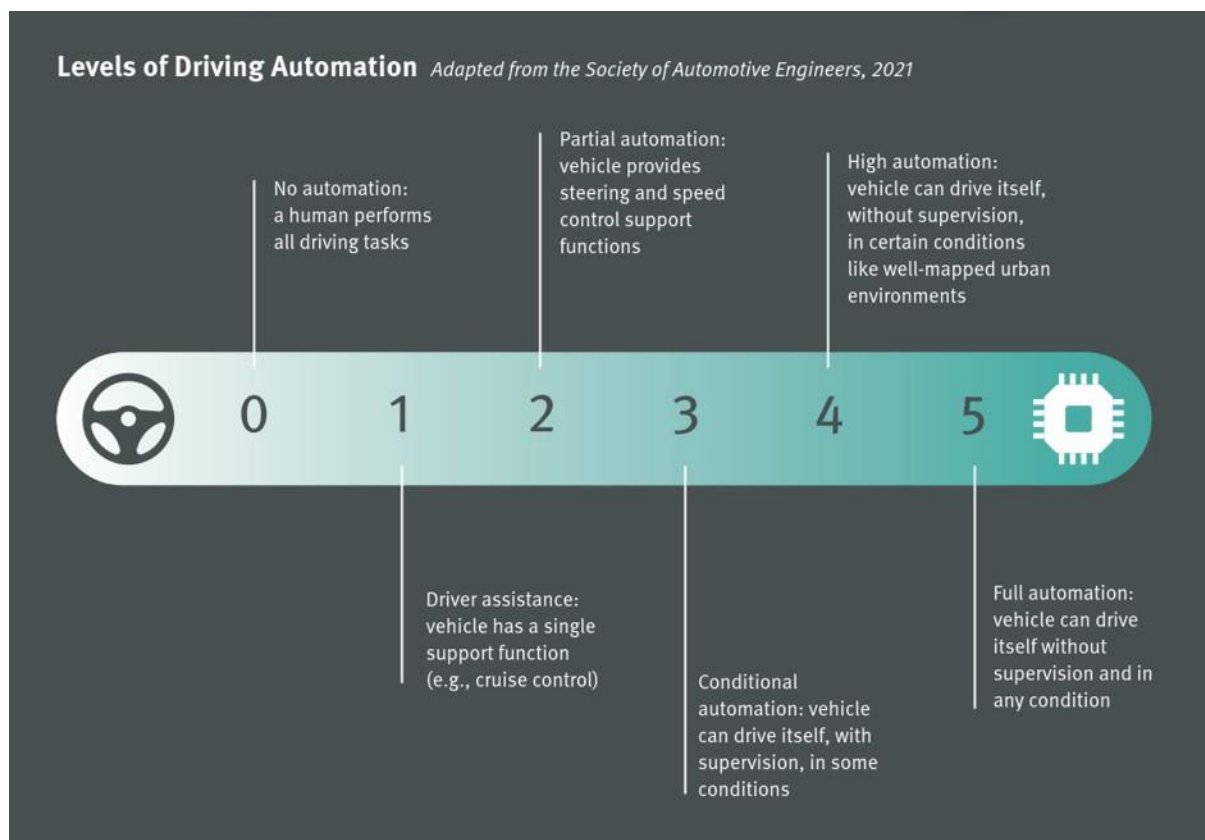 Levels of Driving Automation Adapted from the Society of Automotive Engineers, 2021
No automation:
a human performs
all driving tasks
Partial automation:
vehicle provides
steering and speed
control support
functions
High automation:
vehicle can drive itself,
without supervision,
in certain conditions
like well-mapped urban
environments
0 1 2 3 4 5
Driver assistance:
vehicle has a single
support function
(e.g., cruise control)
Conditional
automation: vehicle
can drive itself, with
supervision, in some
conditions
Full automation:
vehicle can drive
itself without
supervision and in
any condition